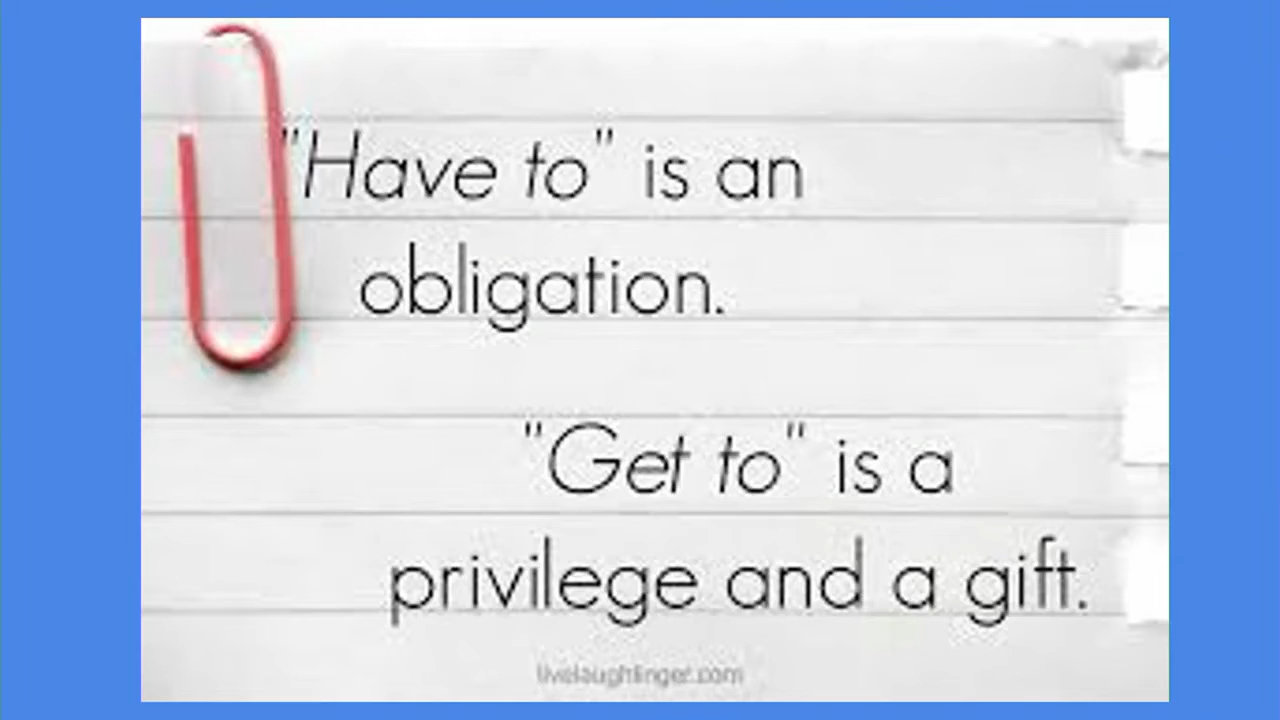 "Have to" is an
obligation.
"Get to" is a
privilege and a gift.
livelaughlinger.com